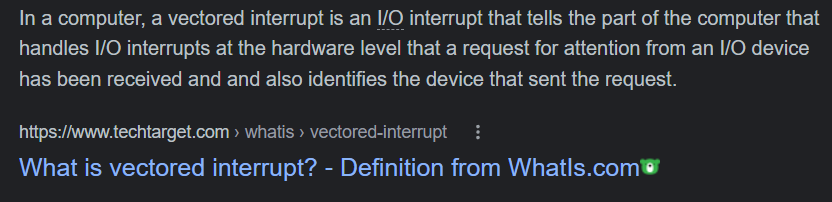 In a computer, a vectored interrupt is an I/O interrupt that tells the part of the computer that
handles I/O interrupts at the hardware level that a request for attention from an I/O device
has been received and and also identifies the device that sent the request.
https://www.techtarget.com › whatis › vectored-interrupt
What is vectored interrupt? - Definition from WhatIs.com